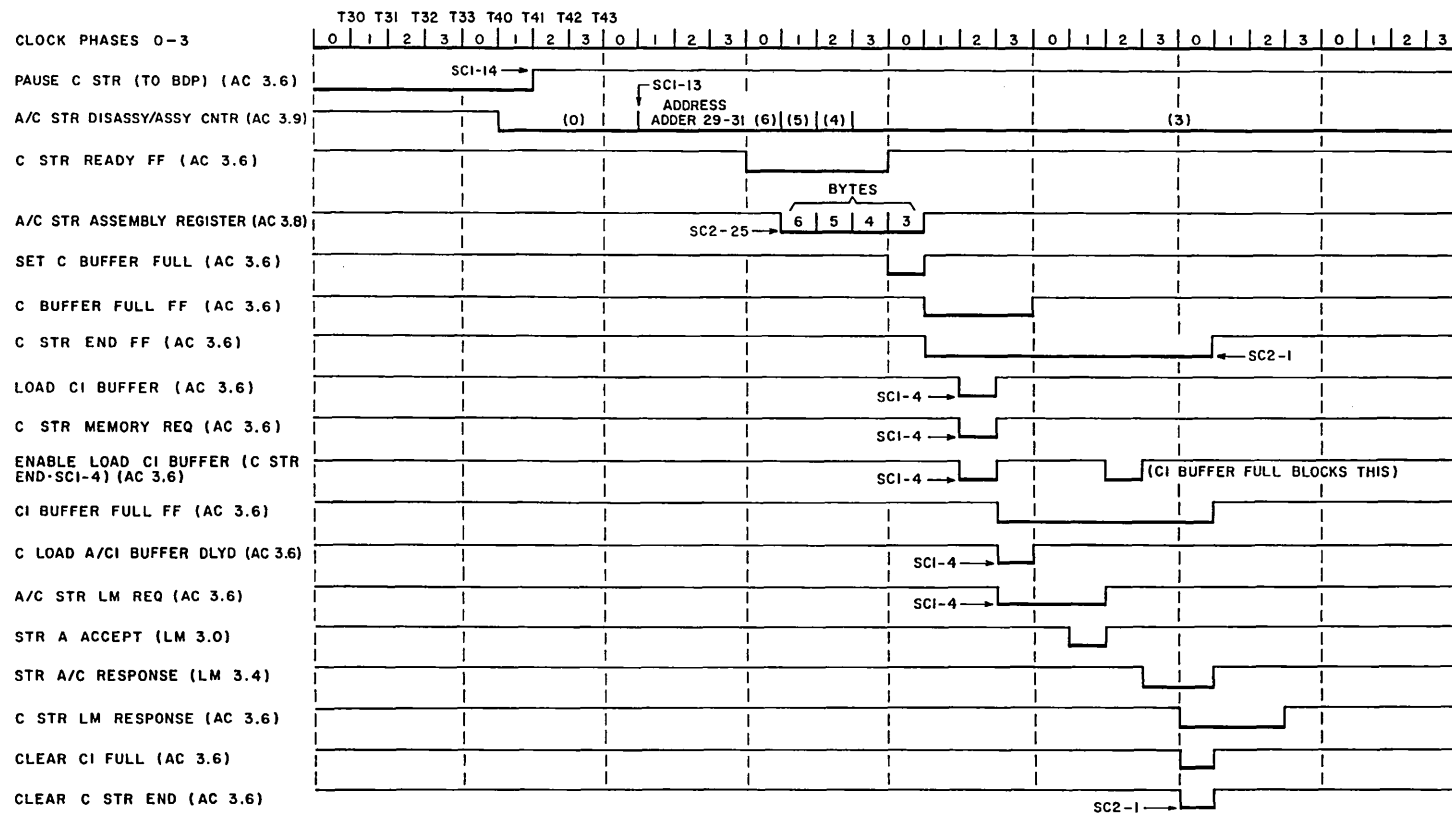 T30 T31 T32 T33 T40 T41 T42 T43
CLOCK PHASES 0-3 0 1 2 3 0 1 2 3 0 1 2 3 0 1 2 3 0 1 2 3 0 1 2 3 0 1 2 3 0 1 2 3
PAUSE C STR (TO BDP) (AC 3.6) SC1-14
SC1-13
A/C STR DISASSY/ASSY CNTR (AC 3.9) (0) ADDRESS
ADDER 29-31 (6) (5) (4) (3)
C STR READY FF (AC 3.6)
BYTES
A/C STR ASSEMBLY REGISTER (AC 3.8) SC2-25 6 5 4 3
SET C BUFFER FULL (AC 3.6)
C BUFFER FULL FF (AC 3.6)
C STR END FF (AC 3.6) SC2-1
LOAD CI BUFFER (AC 3.6) SC1-4
C STR MEMORY REQ (AC 3.6) SC1-4
ENABLE LOAD CI BUFFER (C STR
END·SC1-4) (AC 3.6) SC1-4 (CI BUFFER FULL BLOCKS THIS)
CI BUFFER FULL FF (AC 3.6)
C LOAD A/CI BUFFER DLYD (AC 3.6) SC1-4
A/C STR LM REQ (AC 3.6) SC1-4
STR A ACCEPT (LM 3.0)
STR A/C RESPONSE (LM 3.4)
C STR LM RESPONSE (AC 3.6)
CLEAR CI FULL (AC 3.6)
CLEAR C STR END (AC 3.6) SC2-1